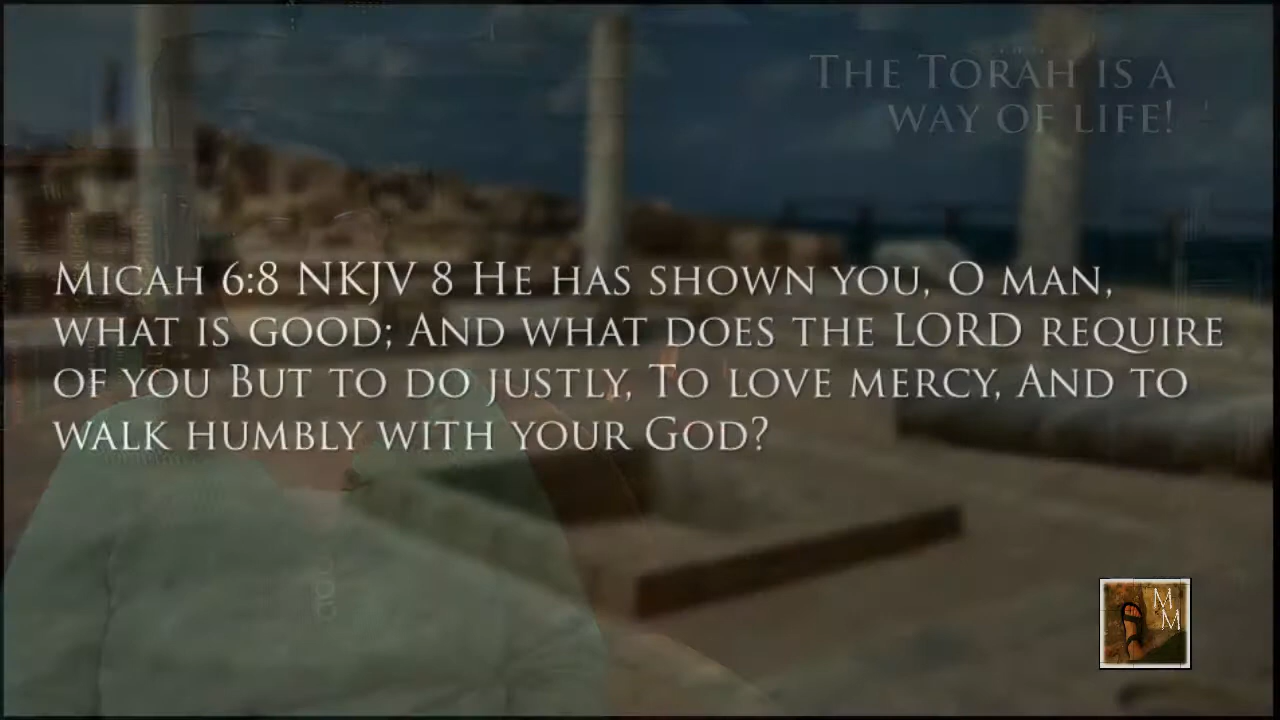 THE TORAH IS A
WAY OF LIFE!
MICAH 6:8 NKJV 8 HE HAS SHOWN YOU, O MAN,
WHAT IS GOOD; AND WHAT DOES THE LORD REQUIRE
OF YOU BUT TO DO JUSTLY, TO LOVE MERCY, AND TO
WALK HUMBLY WITH YOUR GOD?
M
M